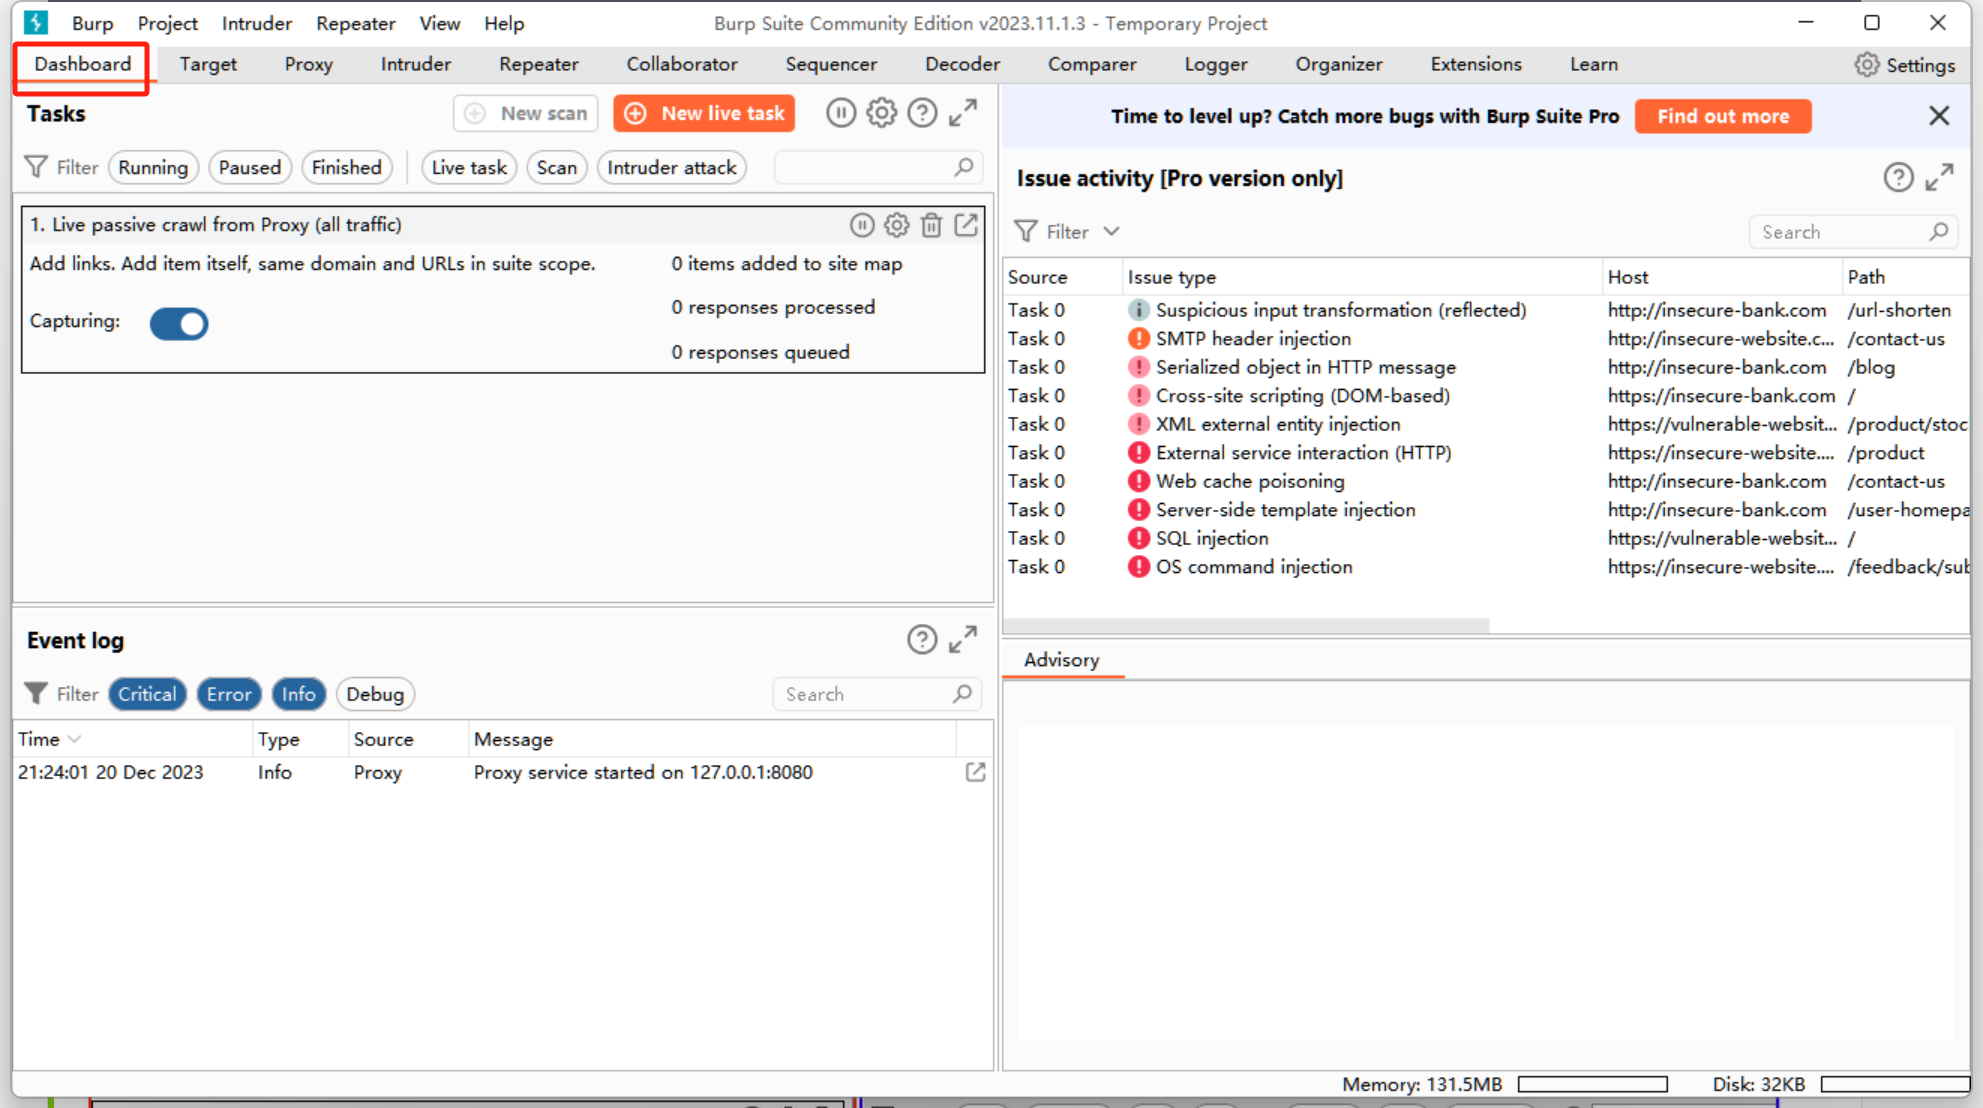 Burp Project Intruder Repeater View Help Burp Suite Community Edition v2023.11.1.3 - Temporary Project
Dashboard Target Proxy Intruder Repeater Collaborator Sequencer Decoder Comparer Logger Organizer Extensions Learn Settings
Tasks New scan New live task
Filter Running Paused Finished Live task Scan Intruder attack
1. Live passive crawl from Proxy (all traffic)
Add links. Add item itself, same domain and URLs in suite scope. 0 items added to site map
0 responses processed
Capturing:
0 responses queued
Event log
Filter Critical Error Info Debug Search
Time Type Source Message
21:24:01 20 Dec 2023 Info Proxy Proxy service started on 127.0.0.1:8080
Time to level up? Catch more bugs with Burp Suite Pro Find out more
Issue activity [Pro version only]
Filter Search
Source Issue type Host Path
Task 0 Suspicious input transformation (reflected) http://insecure-bank.com /url-shorten
Task 0 SMTP header injection http://insecure-website.c... /contact-us
Task 0 Serialized object in HTTP message http://insecure-bank.com /blog
Task 0 Cross-site scripting (DOM-based) https://insecure-bank.com /
Task 0 XML external entity injection https://vulnerable-websit... /product/stoc
Task 0 External service interaction (HTTP) https://insecure-website.... /product
Task 0 Web cache poisoning http://insecure-bank.com /contact-us
Task 0 Server-side template injection http://insecure-bank.com /user-homepa
Task 0 SQL injection https://vulnerable-websit... /
Task 0 OS command injection https://insecure-website.... /feedback/sub
Advisory
Memory: 131.5MB Disk: 32KB